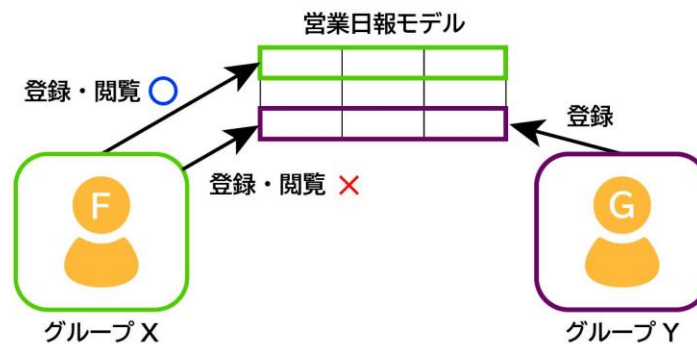 営業日報モデル
登録・閲覧 ○
登録
登録・閲覧 ×
F
G
グループ X
グループ Y